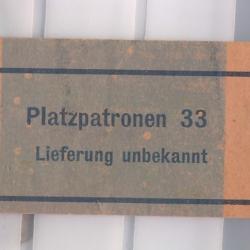 Platzpatronen 33
Lieferung unbekannt